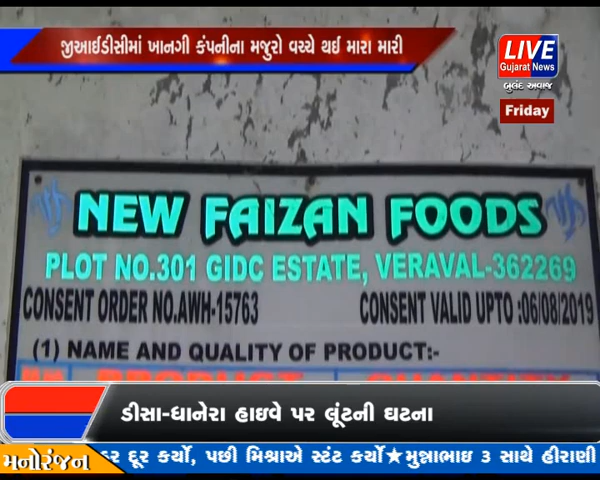 જીઆઈડીસીમાં ખાનગી કંપનીના મજુરો વચ્ચે થઈ મારા મારી
LIVE
Gujarat News
બુલંદ અવાજ
Friday
NEW FAIZAN FOODS
PLOT NO.301 GIDC ESTATE, VERAVAL-362269
CONSENT ORDER NO.AWH-15763 CONSENT VALID UPTO :06/08/2019
(1) NAME AND QUALITY OF PRODUCT:-
PRODUCT QUANTITY
ડીસા-ધાનેરા હાઇવે પર લૂંટની ઘટના
મનોરંજન દૂર કર્યો, પછી મિશ્રાએ સ્ટંટ કર્યો★મુન્નાભાઇ 3 સાથે હીરાણી